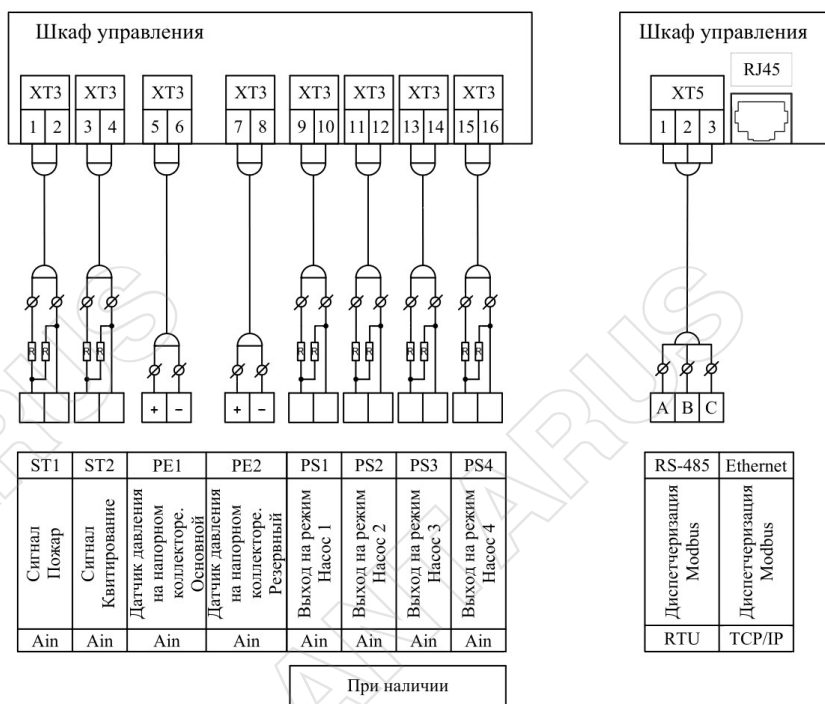 Шкаф управления
Шкаф управления
RJ45
XT3 XT3 XT3 XT3 XT3 XT3 XT3 XT3
XT5
1 2 3 4 5 6 7 8 9 10 11 12 13 14 15 16
1 2 3
R R R R R R R R R R R R
+ − + −
A B C
ST1 ST2 PE1 PE2 PS1 PS2 PS3 PS4
RS-485 Ethernet
Сигнал
Пожар
Сигнал
Квитирование
Датчик давления
на напорном
коллекторе.
Основной
Датчик давления
на напорном
коллекторе.
Резервный
Выход на режим
Насос 1
Выход на режим
Насос 2
Выход на режим
Насос 3
Выход на режим
Насос 4
Диспетчеризация
Modbus
Диспетчеризация
Modbus
Ain Ain Ain Ain Ain Ain Ain Ain
RTU TCP/IP
При наличии
ANTARUS